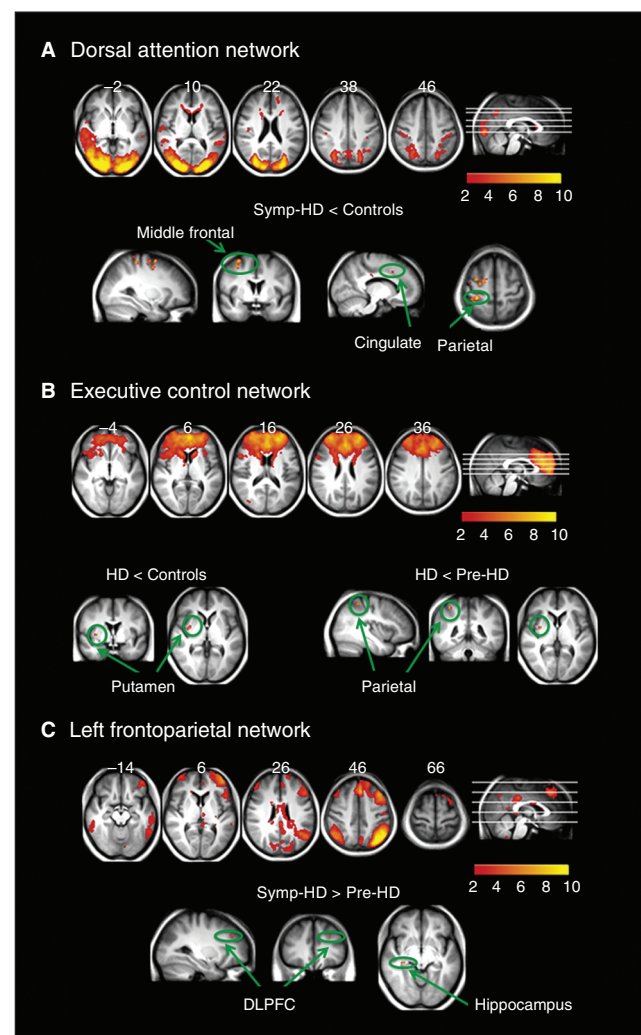 A Dorsal attention network
−2 10 22 38 46
2 4 6 8 10
Symp-HD < Controls
Middle frontal
Cingulate Parietal
B Executive control network
−4 6 16 26 36
2 4 6 8 10
HD < Controls HD < Pre-HD
Putamen Parietal
C Left frontoparietal network
−14 6 26 46 66
2 4 6 8 10
Symp-HD > Pre-HD
DLPFC Hippocampus